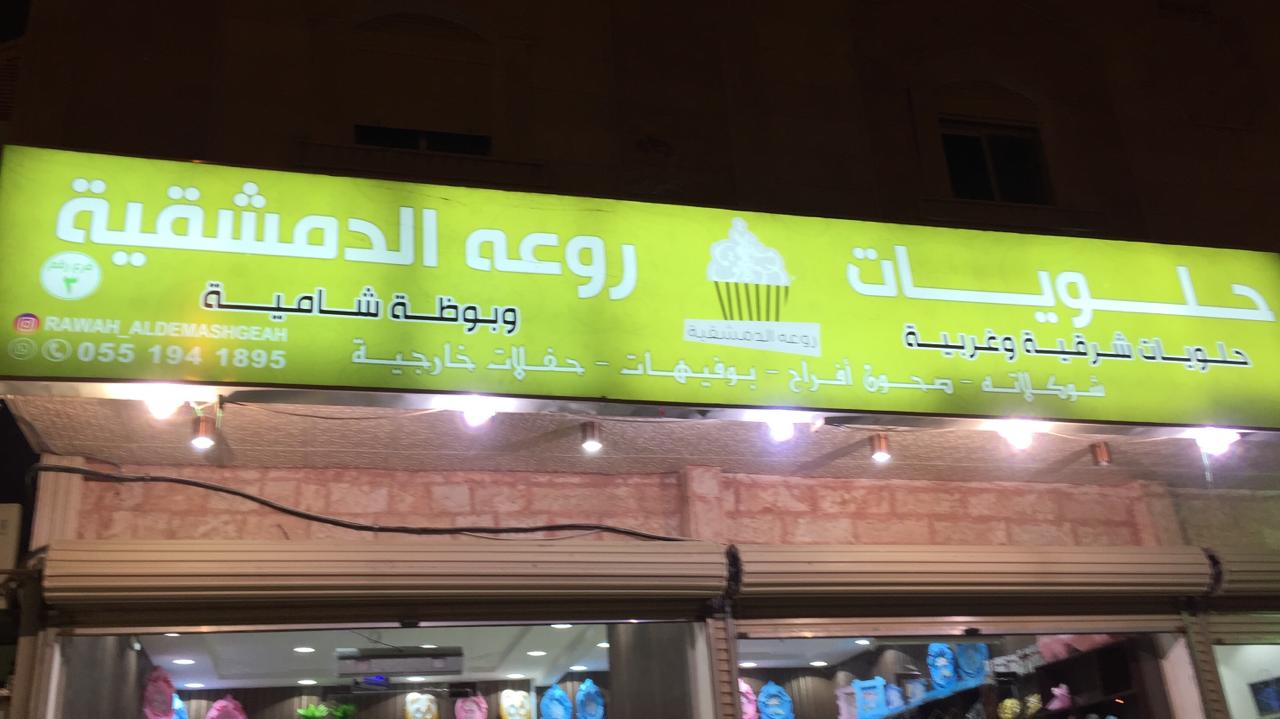 حلويات
روعه الدمشقية
حلويات شرقية وغربية
وبوظة شامية
شوكلاته - صحون أفراح - بوفيهات - حفلات خارجية
روعه الدمشقية
فرع رقم
٣
RAWAH_ALDEMASHGEAH
055 194 1895